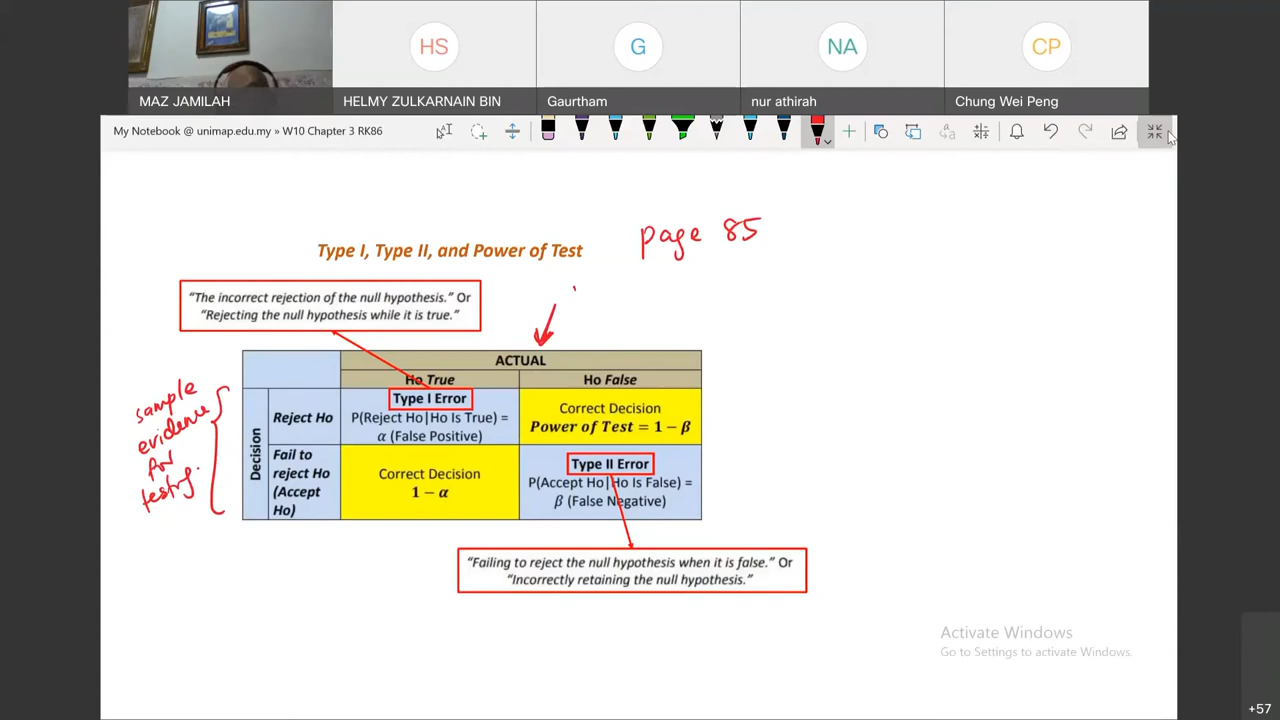 HS
G
NA
CP
MAZ JAMILAH
HELMY ZULKARNAIN BIN
Gaurtham
nur athirah
Chung Wei Peng
My Notebook @ unimap.edu.my » W10 Chapter 3 RK86
page 85
Type I, Type II, and Power of Test
“The incorrect rejection of the null hypothesis.” Or
“Rejecting the null hypothesis while it is true.”
ACTUAL
Ho True
Ho False
sample
evidence
for
testing.
Decision
Reject Ho
Type I Error
P(Reject Ho|Ho Is True) =
α (False Positive)
Correct Decision
Power of Test = 1 − β
Fail to
reject Ho
(Accept
Ho)
Correct Decision
1 − α
Type II Error
P(Accept Ho|Ho Is False) =
β (False Negative)
“Failing to reject the null hypothesis when it is false.” Or
“Incorrectly retaining the null hypothesis.”
Activate Windows
Go to Settings to activate Windows.
+57